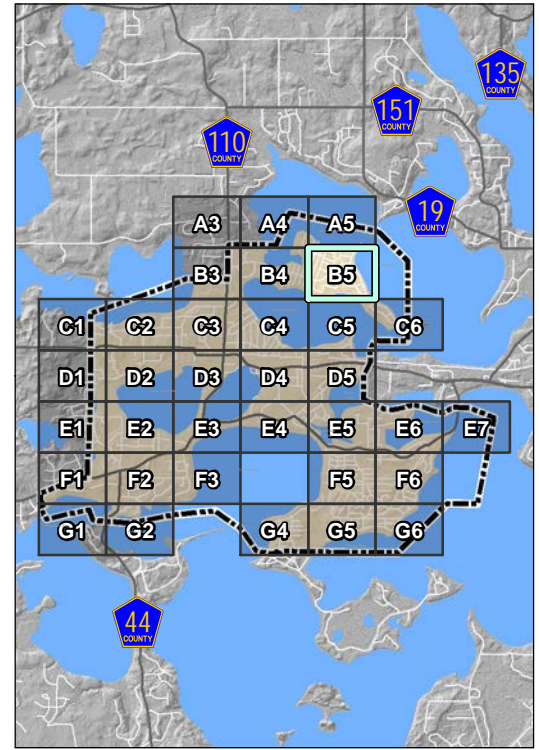 135
COUNTY
151
COUNTY
110
COUNTY
19
COUNTY
A3 A4 A5
B3 B4 B5
C1 C2 C3 C4 C5 C6
D1 D2 D3 D4 D5
E1 E2 E3 E4 E5 E6 E7
F1 F2 F3 F5 F6
G1 G2 G4 G5 G6
44
COUNTY